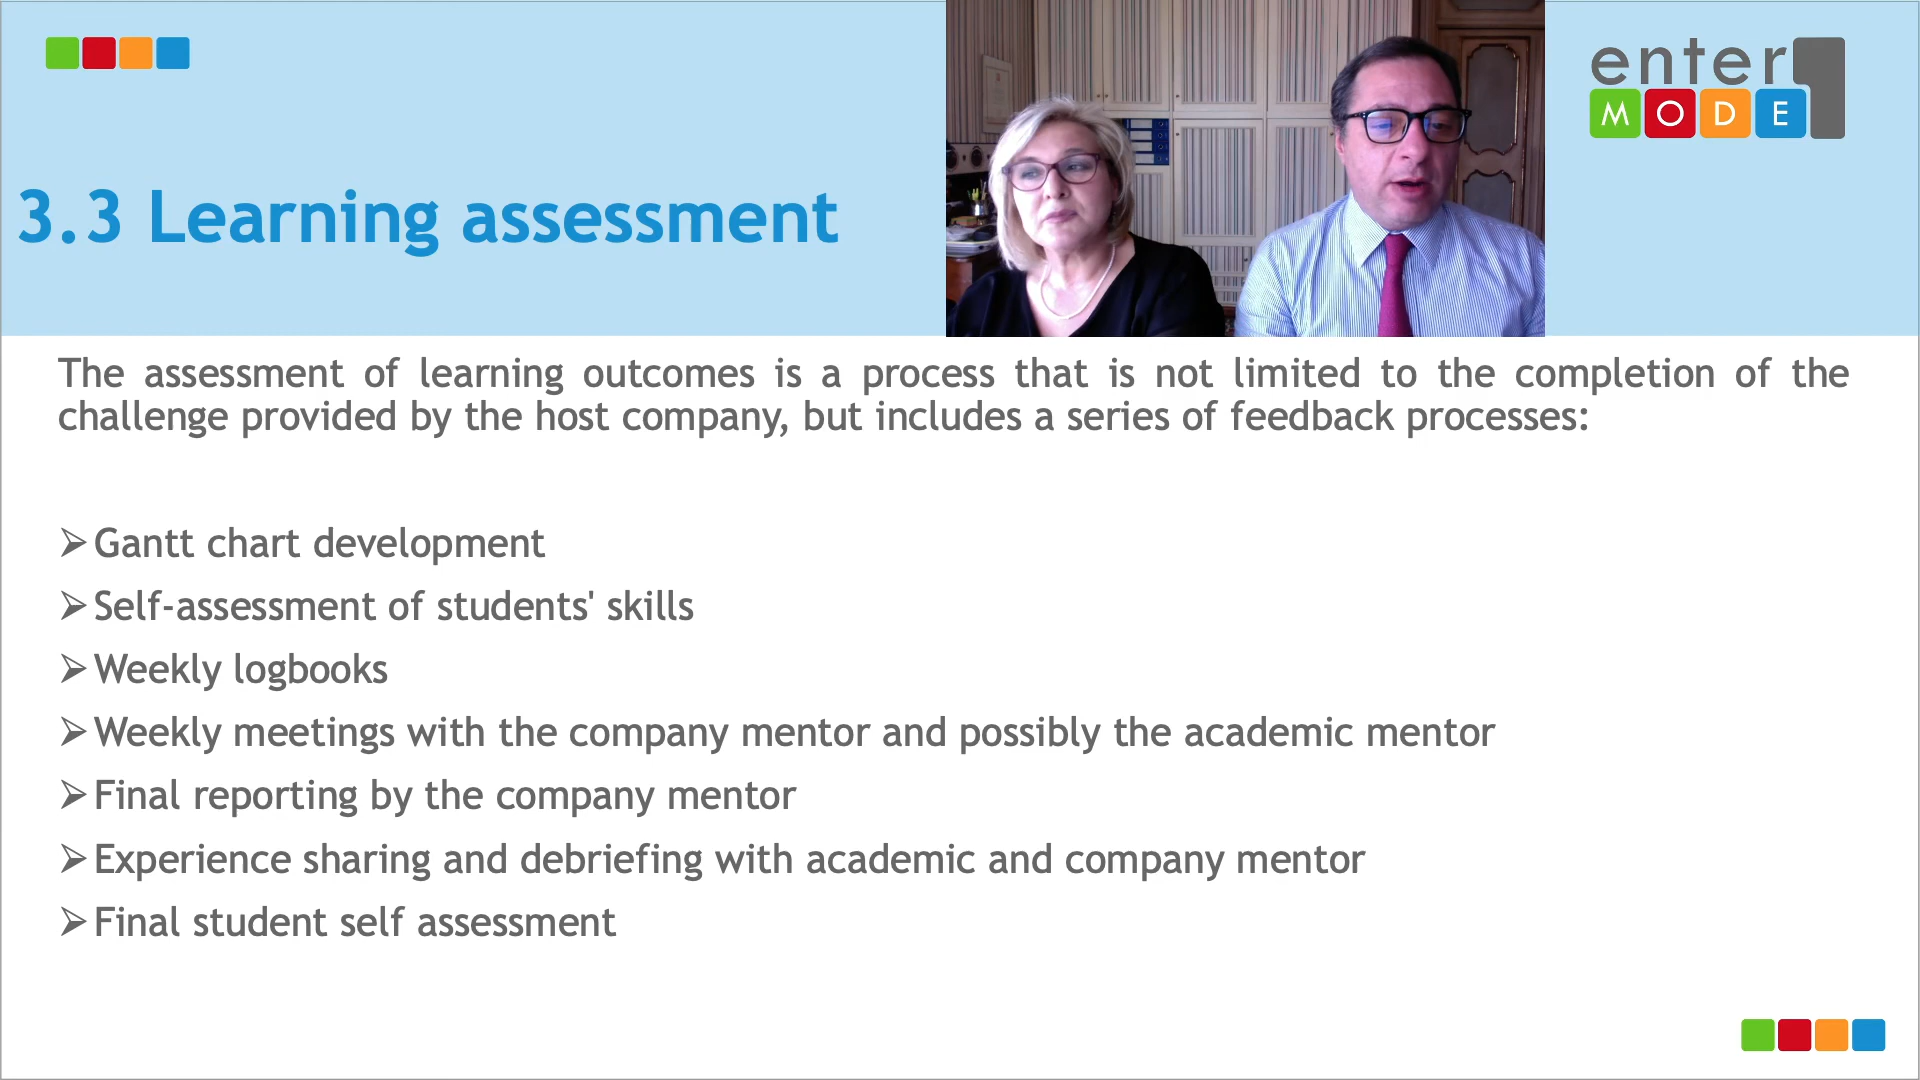 enter
MODE
3.3 Learning assessment
The assessment of learning outcomes is a process that is not limited to the completion of the
challenge provided by the host company, but includes a series of feedback processes:
➢Gantt chart development
➢Self-assessment of students' skills
➢Weekly logbooks
➢Weekly meetings with the company mentor and possibly the academic mentor
➢Final reporting by the company mentor
➢Experience sharing and debriefing with academic and company mentor
➢Final student self assessment